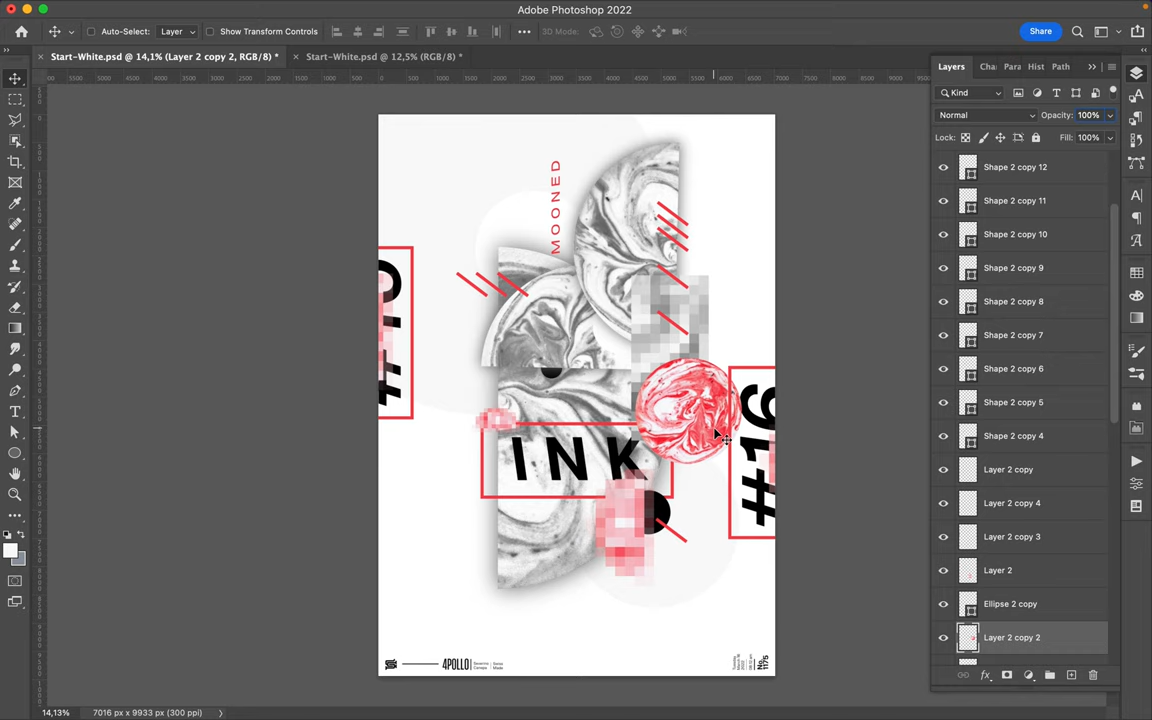 Adobe Photoshop 2022
Auto-Select: Layer Show Transform Controls 3D Mode: Share
Start-White.psd @ 14,1% (Layer 2 copy 2, RGB/8) * Start-White.psd @ 12,5% (RGB/8) *
Layers Cha Para Hist Path
Kind
Normal Opacity: 100%
Lock: Fill: 100%
Shape 2 copy 12
Shape 2 copy 11
Shape 2 copy 10
Shape 2 copy 9
Shape 2 copy 8
Shape 2 copy 7
Shape 2 copy 6
Shape 2 copy 5
Shape 2 copy 4
Layer 2 copy
Layer 2 copy 4
Layer 2 copy 3
Layer 2
Ellipse 2 copy
Layer 2 copy 2
MOONED
#16
INK
#16
4POLLO
No. 1175
14,13% 7016 px x 9933 px (300 ppi)